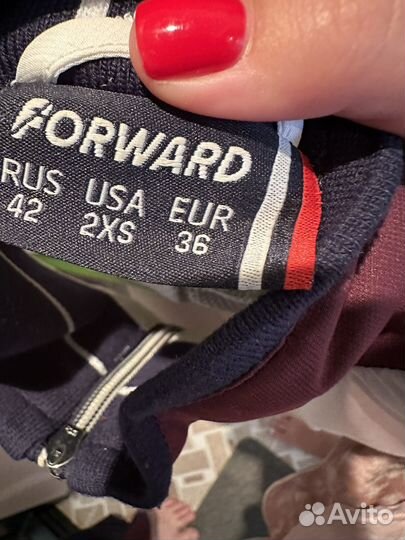 FORWARD
RUS USA EUR
42 2XS 36
Avito